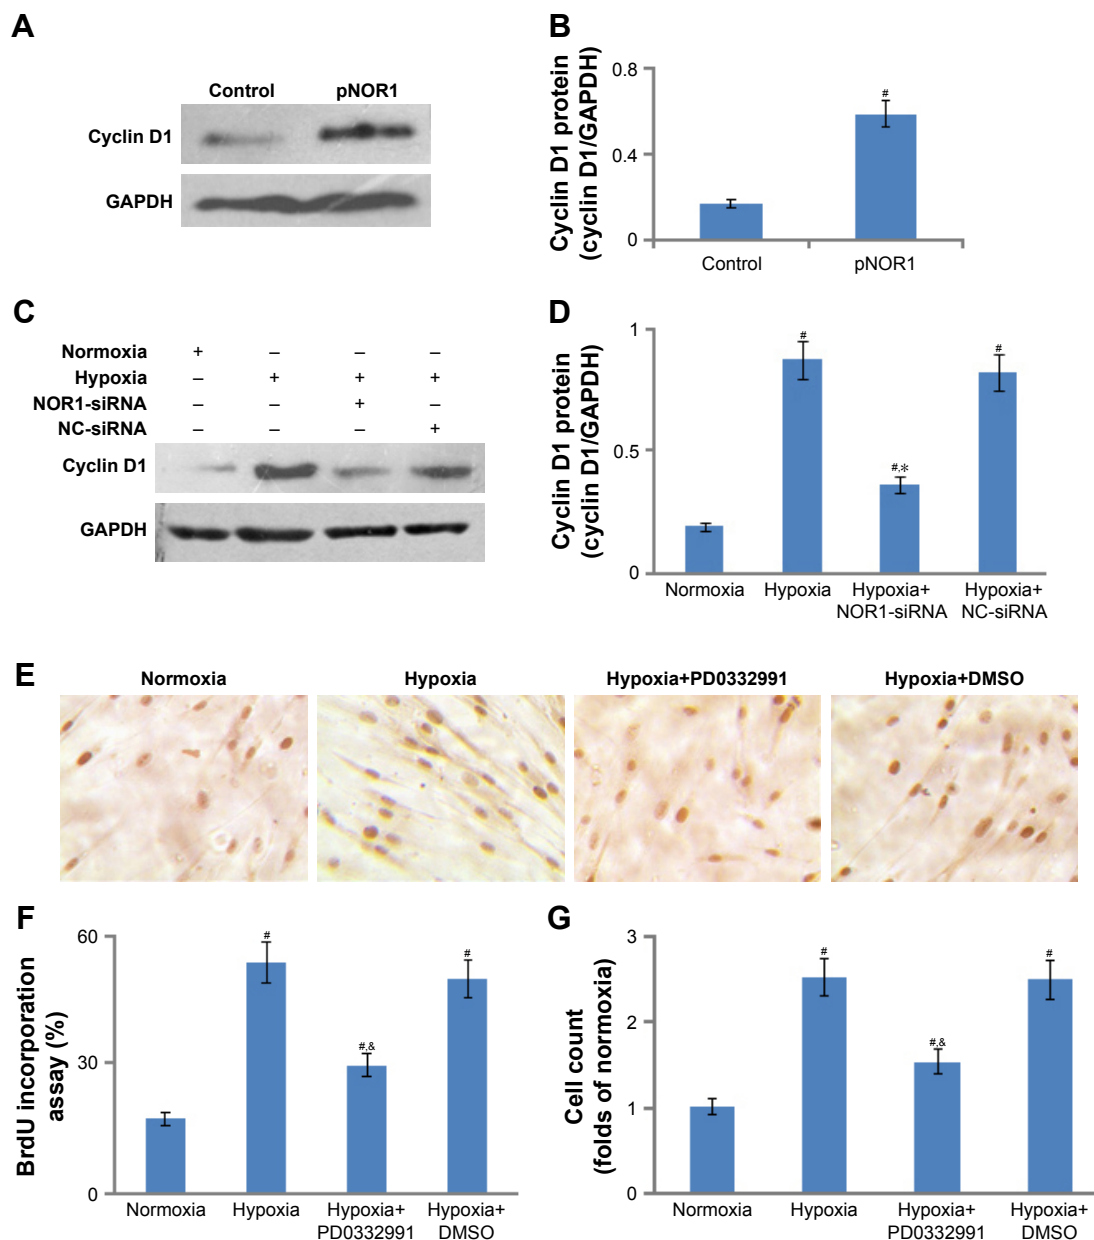 A
Control pNOR1
Cyclin D1
GAPDH
B
Cyclin D1 protein
(cyclin D1/GAPDH)
0.8
0.4
0
#
Control pNOR1
C
Normoxia + – – –
Hypoxia – + + +
NOR1-siRNA – – + –
NC-siRNA – – – +
Cyclin D1
GAPDH
D
Cyclin D1 protein
(cyclin D1/GAPDH)
1
0.5
0
#
#,*
#
Normoxia Hypoxia Hypoxia+ Hypoxia+
NOR1-siRNA NC-siRNA
E
Normoxia Hypoxia Hypoxia+PD0332991 Hypoxia+DMSO
F
BrdU incorporation
assay (%)
60
30
0
#
#,&
#
Normoxia Hypoxia Hypoxia+ Hypoxia+
PD0332991 DMSO
G
Cell count
(folds of normoxia)
3
2
1
0
#
#,&
#
Normoxia Hypoxia Hypoxia+ Hypoxia+
PD0332991 DMSO